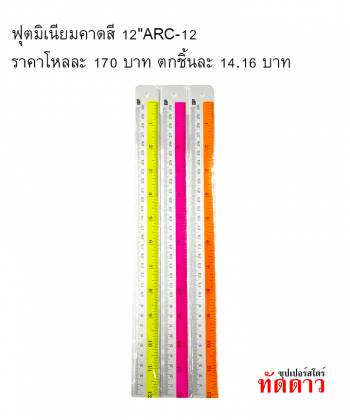 ฟุตมิเนียมคาดสี 12"ARC-12
ราคาโหลละ 170 บาท ตกชิ้นละ 14.16 บาท
ซุปเปอร์สโตร์
ทัดดาว